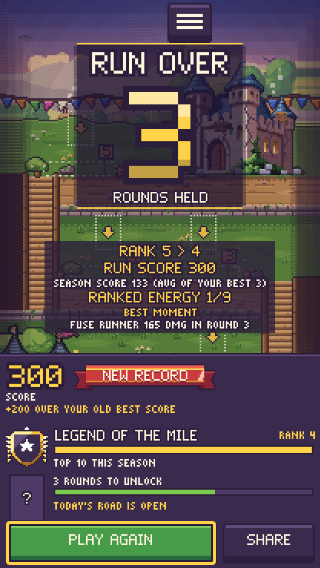 RUN OVER
3
ROUNDS HELD
RANK 5 > 4
RUN SCORE 300
SEASON SCORE 133 (AVG OF YOUR BEST 3)
RANKED ENERGY 1/9
BEST MOMENT
FUSE RUNNER 165 DMG IN ROUND 3
300 NEW RECORD
SCORE
+200 OVER YOUR OLD BEST SCORE
LEGEND OF THE MILE RANK 4
TOP 10 THIS SEASON
3 ROUNDS TO UNLOCK
?
TODAY'S ROAD IS OPEN
PLAY AGAIN SHARE